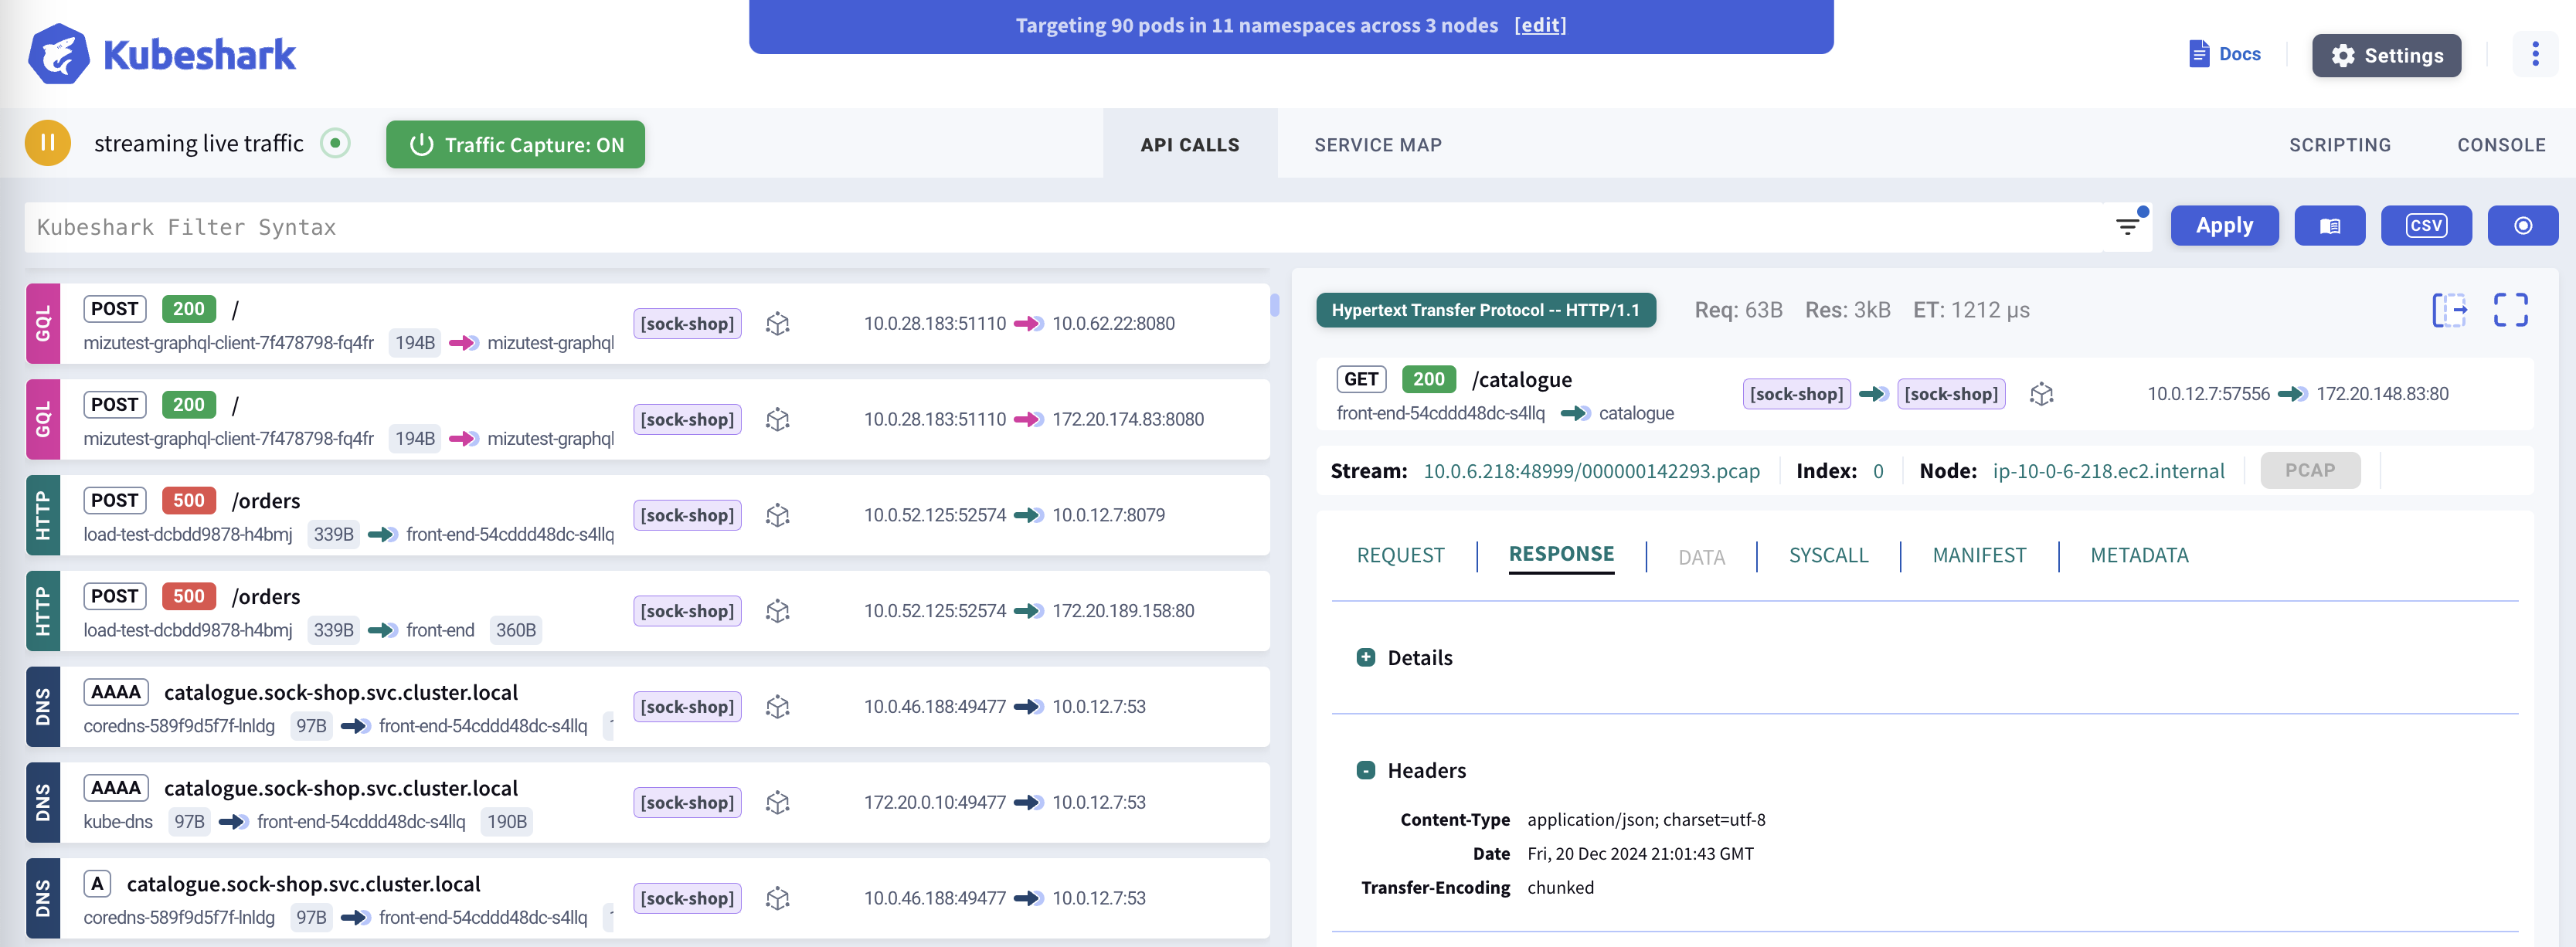 Targeting 90 pods in 11 namespaces across 3 nodes [edit]
Kubeshark
Docs
Settings
streaming live traffic
Traffic Capture: ON
API CALLS
SERVICE MAP
SCRIPTING
CONSOLE
Kubeshark Filter Syntax
Apply
CSV
GQL
POST 200 /
mizutest-graphql-client-7f478798-fq4fr 194B mizutest-graphql
[sock-shop]
10.0.28.183:51110 10.0.62.22:8080
GQL
POST 200 /
mizutest-graphql-client-7f478798-fq4fr 194B mizutest-graphql
[sock-shop]
10.0.28.183:51110 172.20.174.83:8080
HTTP
POST 500 /orders
load-test-dcbdd9878-h4bmj 339B front-end-54cddd48dc-s4llq
[sock-shop]
10.0.52.125:52574 10.0.12.7:8079
HTTP
POST 500 /orders
load-test-dcbdd9878-h4bmj 339B front-end 360B
[sock-shop]
10.0.52.125:52574 172.20.189.158:80
DNS
AAAA catalogue.sock-shop.svc.cluster.local
coredns-589f9d5f7f-lnldg 97B front-end-54cddd48dc-s4llq
[sock-shop]
10.0.46.188:49477 10.0.12.7:53
DNS
AAAA catalogue.sock-shop.svc.cluster.local
kube-dns 97B front-end-54cddd48dc-s4llq 190B
[sock-shop]
172.20.0.10:49477 10.0.12.7:53
DNS
A catalogue.sock-shop.svc.cluster.local
coredns-589f9d5f7f-lnldg 97B front-end-54cddd48dc-s4llq
[sock-shop]
10.0.46.188:49477 10.0.12.7:53
Hypertext Transfer Protocol -- HTTP/1.1
Req: 63B Res: 3kB ET: 1212 µs
GET 200 /catalogue
front-end-54cddd48dc-s4llq catalogue
[sock-shop] [sock-shop]
10.0.12.7:57556 172.20.148.83:80
Stream: 10.0.6.218:48999/000000142293.pcap Index: 0 Node: ip-10-0-6-218.ec2.internal PCAP
REQUEST RESPONSE DATA SYSCALL MANIFEST METADATA
+ Details
- Headers
Content-Type application/json; charset=utf-8
Date Fri, 20 Dec 2024 21:01:43 GMT
Transfer-Encoding chunked